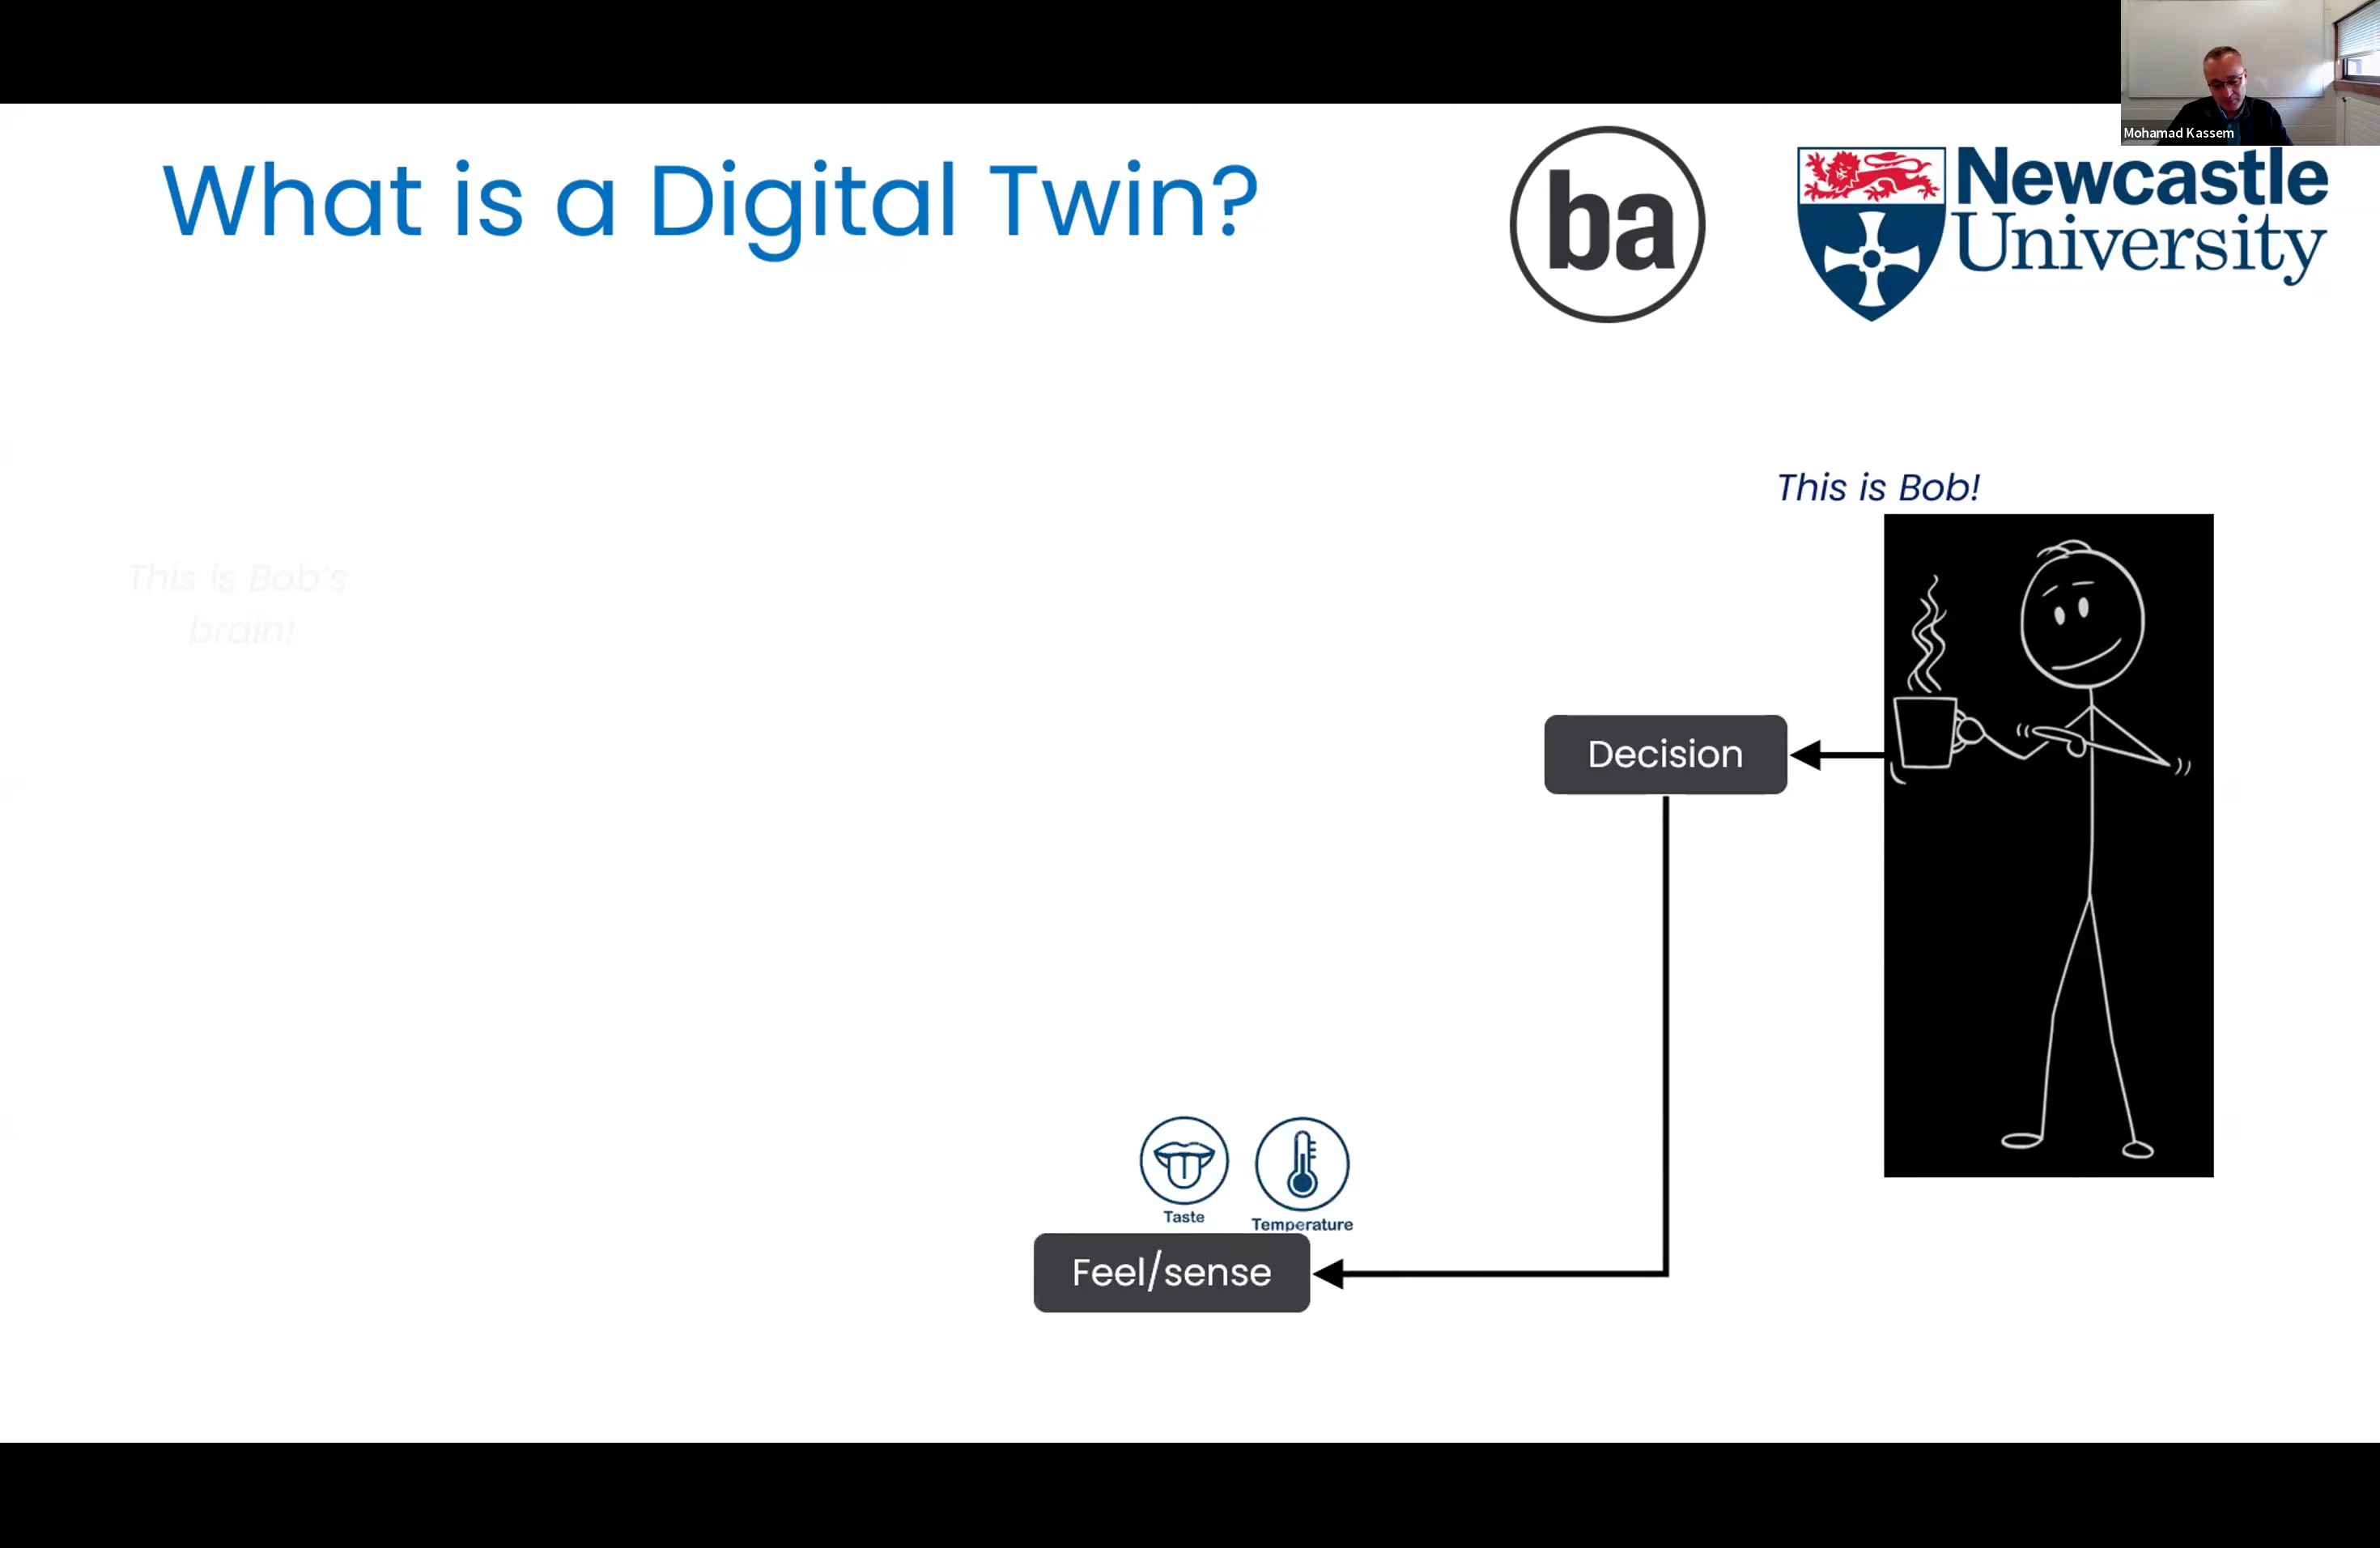 Mohamad Kassem
What is a Digital Twin?
ba
Newcastle
University
This is Bob!
This is Bob's
brain!
Decision
Taste
Temperature
Feel/sense